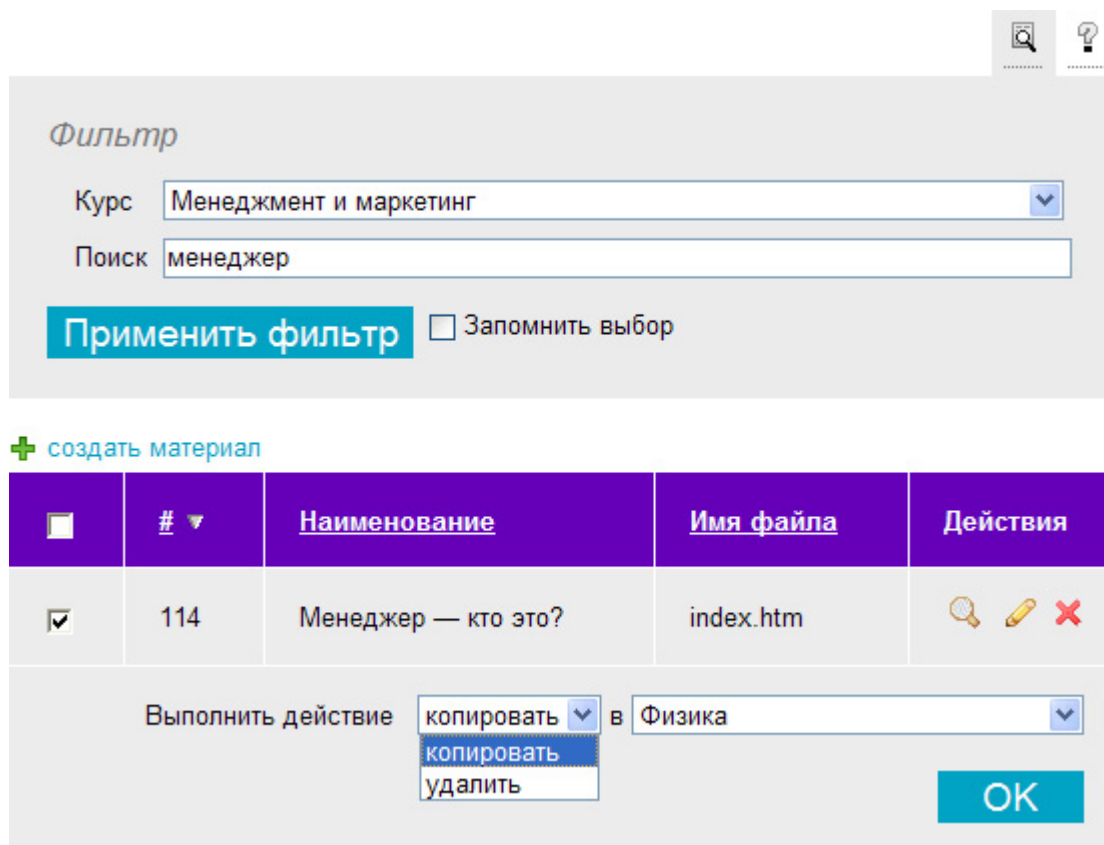 Фильтр
Курс Менеджмент и маркетинг
Поиск менеджер
Применить фильтр Запомнить выбор
создать материал
# Наименование Имя файла Действия
114 Менеджер — кто это? index.htm
Выполнить действие копировать в Физика
копировать
удалить
OK